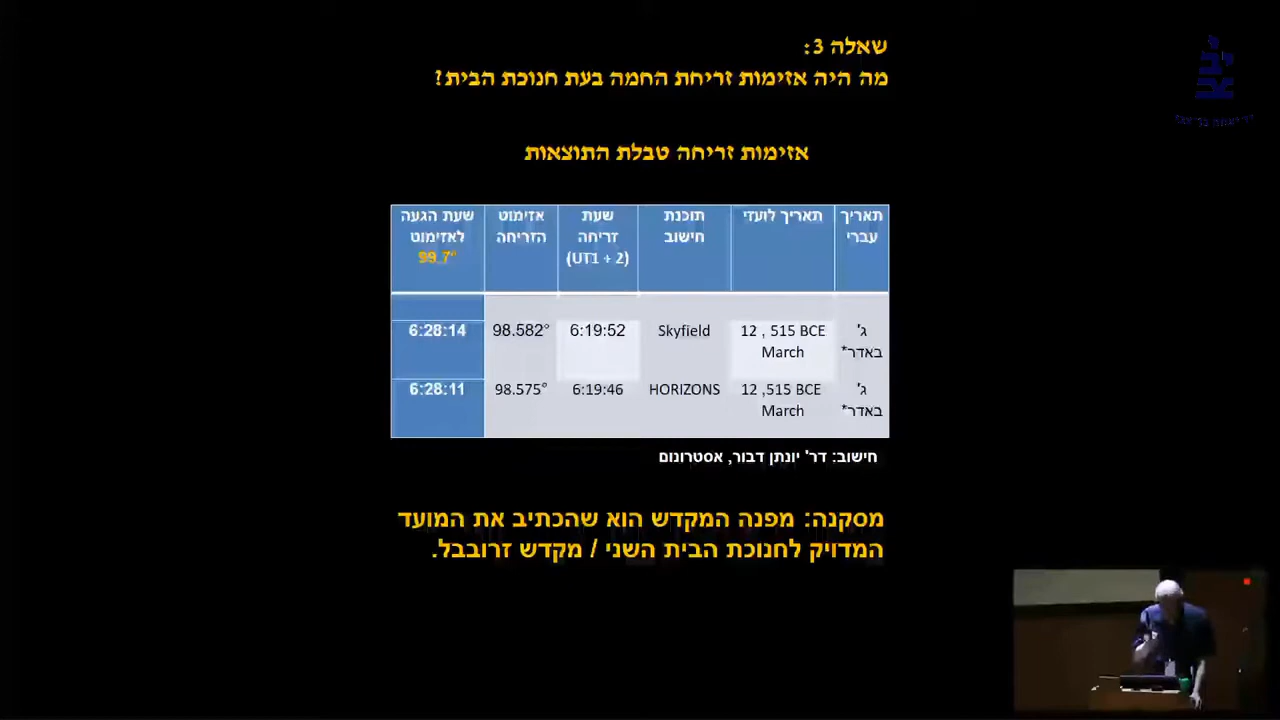 שאלה 3:
מה היה אזימות זריחת החמה בעת חנוכת הבית?
אזימות זריחה טבלת התוצאות
תאריך עברי תאריך לועזי תוכנת חישוב שעת זריחה (UT1 + 2) אזימוט הזריחה שעת הגעה לאזימוט 99.7°
ג' באדר* 12 , 515 BCE March Skyfield 6:19:52 98.582° 6:28:14
ג' באדר* 12 ,515 BCE March HORIZONS 6:19:46 98.575° 6:28:11
חישוב: דר' יונתן דבור, אסטרונום
מסקנה: מפנה המקדש הוא שהכתיב את המועד
המדויק לחנוכת הבית השני / מקדש זרובבל.